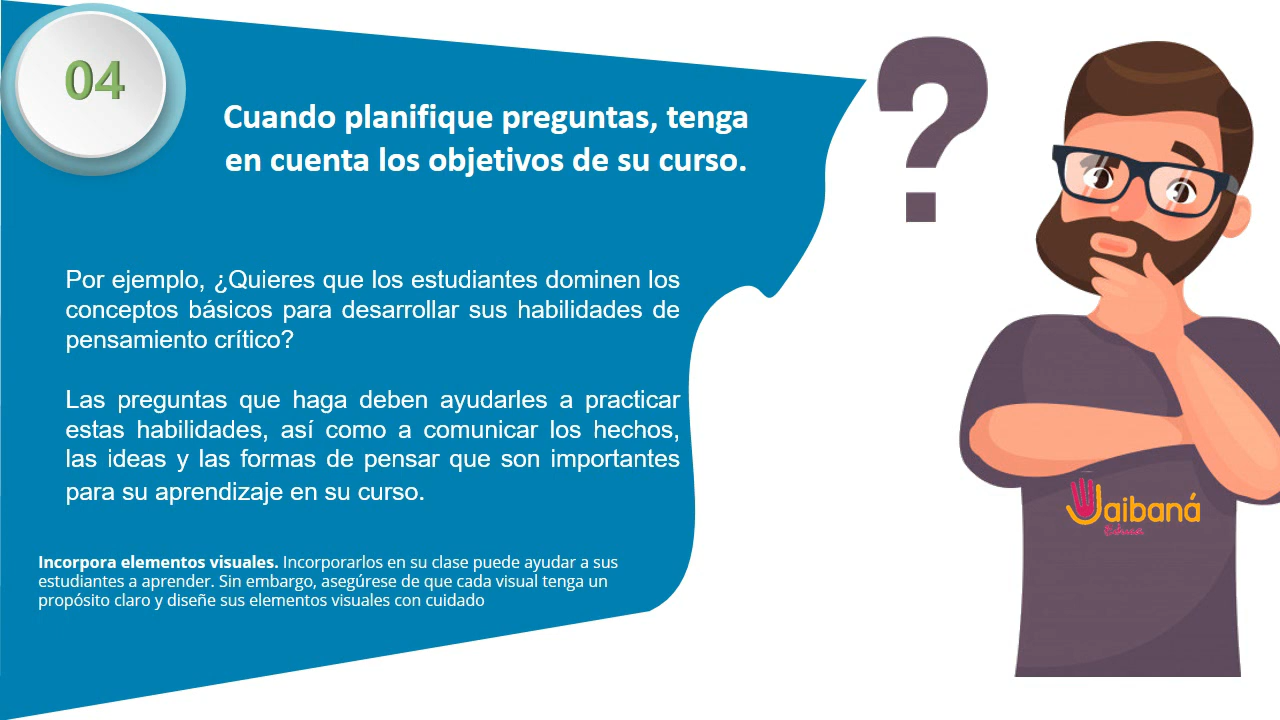 04
Cuando planifique preguntas, tenga
en cuenta los objetivos de su curso.
?
Por ejemplo, ¿Quieres que los estudiantes dominen los
conceptos básicos para desarrollar sus habilidades de
pensamiento crítico?
Las preguntas que haga deben ayudarles a practicar
estas habilidades, así como a comunicar los hechos,
las ideas y las formas de pensar que son importantes
para su aprendizaje en su curso.
Incorpora elementos visuales. Incorporarlos en su clase puede ayudar a sus
estudiantes a aprender. Sin embargo, asegúrese de que cada visual tenga un
propósito claro y diseñe sus elementos visuales con cuidado
Jaibaná
Educa